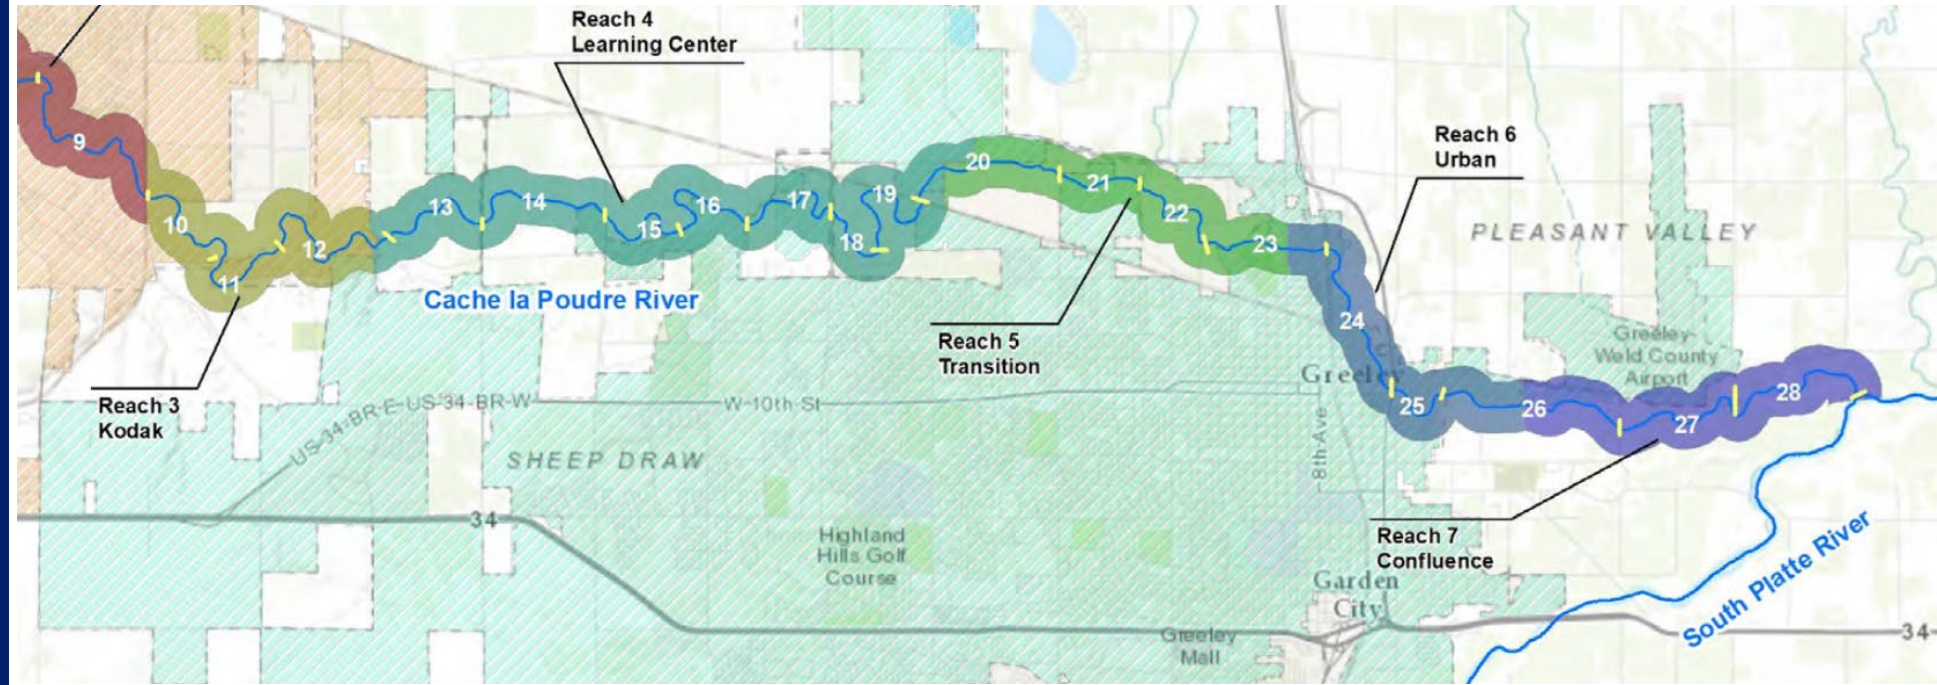 Reach 4
Learning Center
Reach 6
Urban
9
10
11
12
13
14
15
16
17
18
19
20
21
22
23
24
25
26
27
28
PLEASANT VALLEY
Cache la Poudre River
Reach 5
Transition
Greeley-
Weld County
Airport
Greeley
Reach 3
Kodak
US-34-BR-E-US-34-BR-W
W-10th-St
8th-Ave
SHEEP DRAW
34
Highland
Hills Golf
Course
Reach 7
Confluence
Garden
City
South Platte River
Greeley
Mall
34